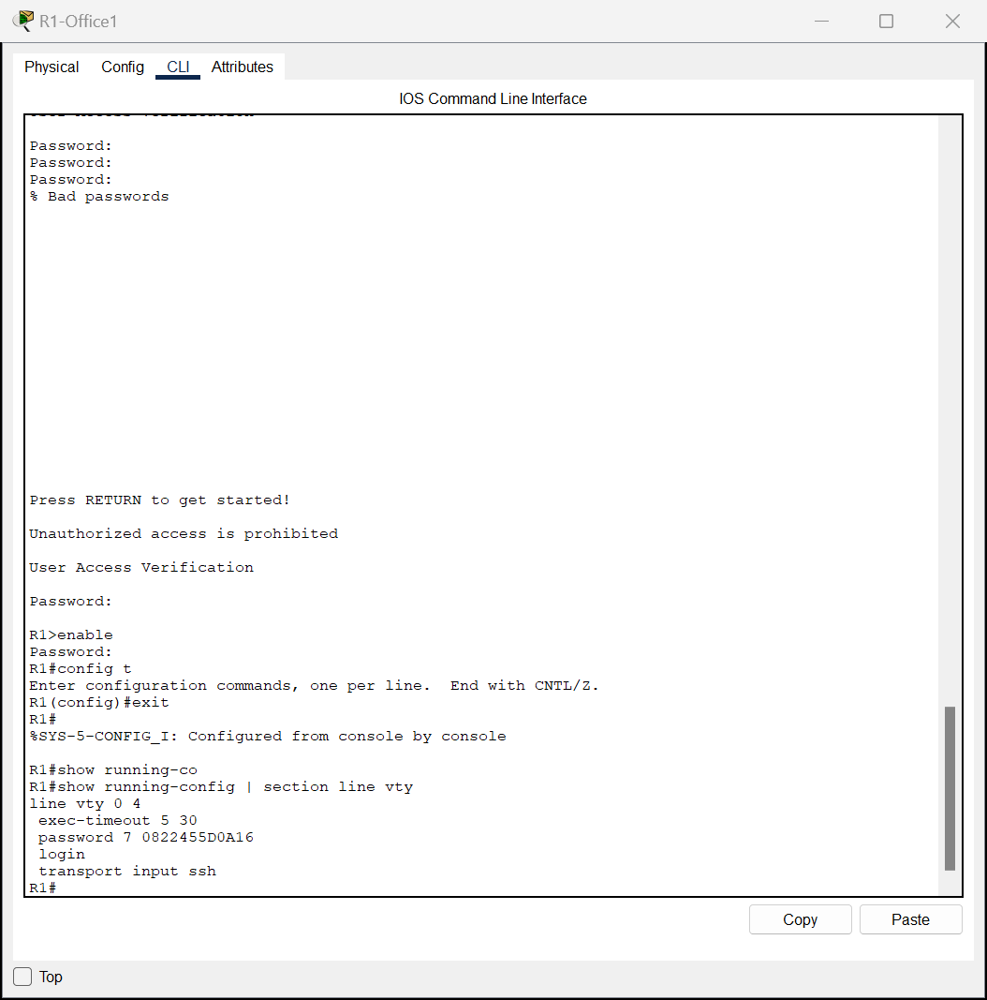 R1-Office1
Physical Config CLI Attributes
IOS Command Line Interface
Password:
Password:
Password:
% Bad passwords
Press RETURN to get started!
Unauthorized access is prohibited
User Access Verification
Password:
R1>enable
Password:
R1#config t
Enter configuration commands, one per line.  End with CNTL/Z.
R1(config)#exit
R1#
%SYS-5-CONFIG_I: Configured from console by console
R1#show running-co
R1#show running-config | section line vty
line vty 0 4
 exec-timeout 5 30
 password 7 0822455D0A16
 login
 transport input ssh
R1#
Copy Paste
Top